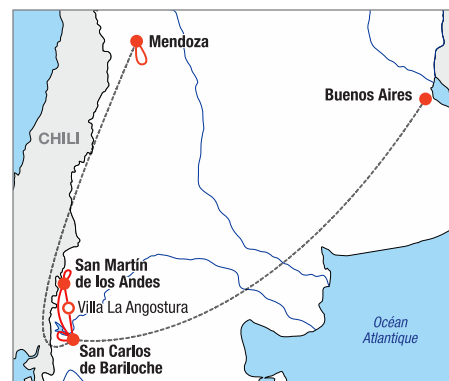 Mendoza
Buenos Aires
CHILI
San Martín
de los Andes
Villa La Angostura
San Carlos
de Bariloche
Océan
Atlantique